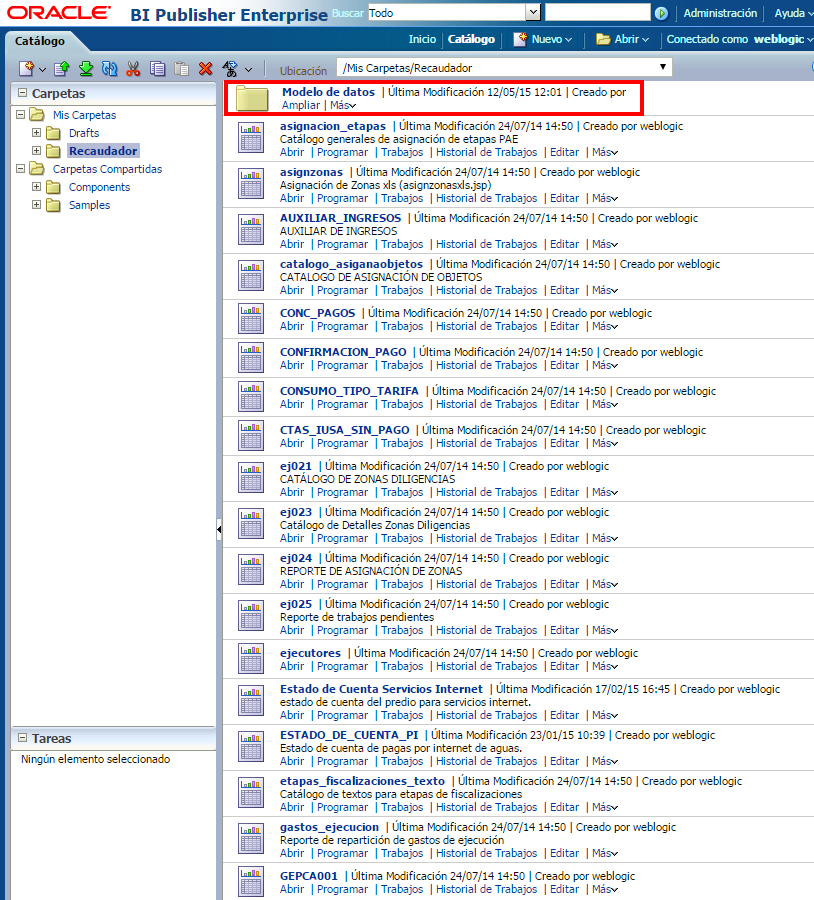 ORACLE BI Publisher Enterprise Buscar Todo Administración Ayuda
Catálogo Inicio Catálogo Nuevo Abrir Conectado como weblogic
Ubicación /Mis Carpetas/Recaudador
Carpetas
Mis Carpetas
Drafts
Recaudador
Carpetas Compartidas
Components
Samples
Modelo de datos | Última Modificación 12/05/15 12:01 | Creado por
Ampliar | Más
asignacion_etapas | Última Modificación 24/07/14 14:50 | Creado por weblogic
Catálogo generales de asignación de etapas PAE
Abrir | Programar | Trabajos | Historial de Trabajos | Editar | Más
asignzonas | Última Modificación 24/07/14 14:50 | Creado por weblogic
Asignación de Zonas xls (asignzonasxls.jsp)
Abrir | Programar | Trabajos | Historial de Trabajos | Editar | Más
AUXILIAR_INGRESOS | Última Modificación 24/07/14 14:50 | Creado por weblogic
AUXILIAR DE INGRESOS
Abrir | Programar | Trabajos | Historial de Trabajos | Editar | Más
catalogo_asiganaobjetos | Última Modificación 24/07/14 14:50 | Creado por weblogic
CATALOGO DE ASIGNACIÓN DE OBJETOS
Abrir | Programar | Trabajos | Historial de Trabajos | Editar | Más
CONC_PAGOS | Última Modificación 24/07/14 14:50 | Creado por weblogic
Abrir | Programar | Trabajos | Historial de Trabajos | Editar | Más
CONFIRMACION_PAGO | Última Modificación 24/07/14 14:50 | Creado por weblogic
Abrir | Programar | Trabajos | Historial de Trabajos | Editar | Más
CONSUMO_TIPO_TARIFA | Última Modificación 24/07/14 14:50 | Creado por weblogic
Abrir | Programar | Trabajos | Historial de Trabajos | Editar | Más
CTAS_IUSA_SIN_PAGO | Última Modificación 24/07/14 14:50 | Creado por weblogic
Abrir | Programar | Trabajos | Historial de Trabajos | Editar | Más
ej021 | Última Modificación 24/07/14 14:50 | Creado por weblogic
CATÁLOGO DE ZONAS DILIGENCIAS
Abrir | Programar | Trabajos | Historial de Trabajos | Editar | Más
ej023 | Última Modificación 24/07/14 14:50 | Creado por weblogic
Catálogo de Detalles Zonas Diligencias
Abrir | Programar | Trabajos | Historial de Trabajos | Editar | Más
ej024 | Última Modificación 24/07/14 14:50 | Creado por weblogic
REPORTE DE ASIGNACIÓN DE ZONAS
Abrir | Programar | Trabajos | Historial de Trabajos | Editar | Más
ej025 | Última Modificación 24/07/14 14:50 | Creado por weblogic
Reporte de trabajos pendientes
Abrir | Programar | Trabajos | Historial de Trabajos | Editar | Más
ejecutores | Última Modificación 24/07/14 14:50 | Creado por weblogic
Abrir | Programar | Trabajos | Historial de Trabajos | Editar | Más
Estado de Cuenta Servicios Internet | Última Modificación 17/02/15 16:45 | Creado por weblogic
estado de cuenta del predio para servicios internet.
Abrir | Programar | Trabajos | Historial de Trabajos | Editar | Más
ESTADO_DE_CUENTA_PI | Última Modificación 23/01/15 10:39 | Creado por weblogic
Estado de cuenta de pagas por internet de aguas.
Abrir | Programar | Trabajos | Historial de Trabajos | Editar | Más
etapas_fiscalizaciones_texto | Última Modificación 24/07/14 14:50 | Creado por weblogic
Catálogo de textos para etapas de fiscalizaciones
Abrir | Programar | Trabajos | Historial de Trabajos | Editar | Más
gastos_ejecucion | Última Modificación 24/07/14 14:50 | Creado por weblogic
Reporte de repartición de gastos de ejecución
Abrir | Programar | Trabajos | Historial de Trabajos | Editar | Más
GEPCA001 | Última Modificación 24/07/14 14:50 | Creado por weblogic
Abrir | Programar | Trabajos | Historial de Trabajos | Editar | Más
Tareas
Ningún elemento seleccionado